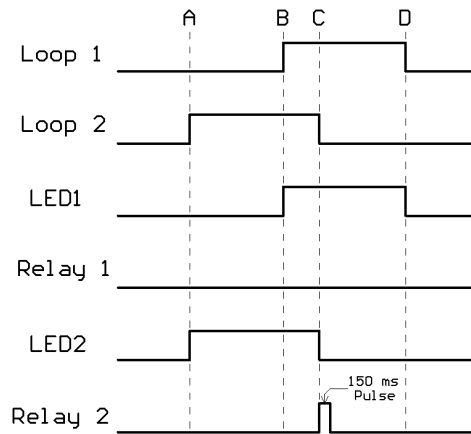 A B C D
Loop 1
Loop 2
LED1
Relay 1
LED2
150 ms
Pulse
Relay 2